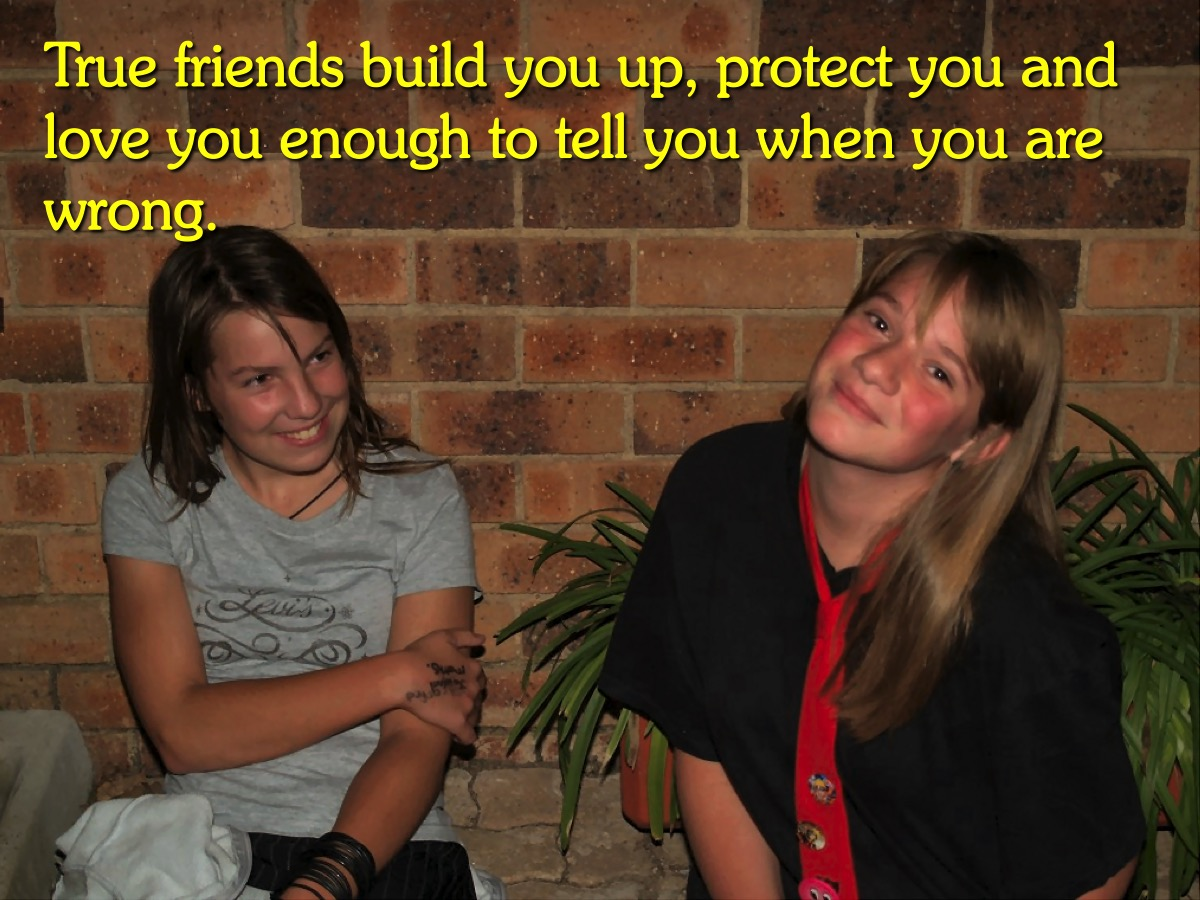 True friends build you up, protect you and
love you enough to tell you when you are
wrong.
Levi's